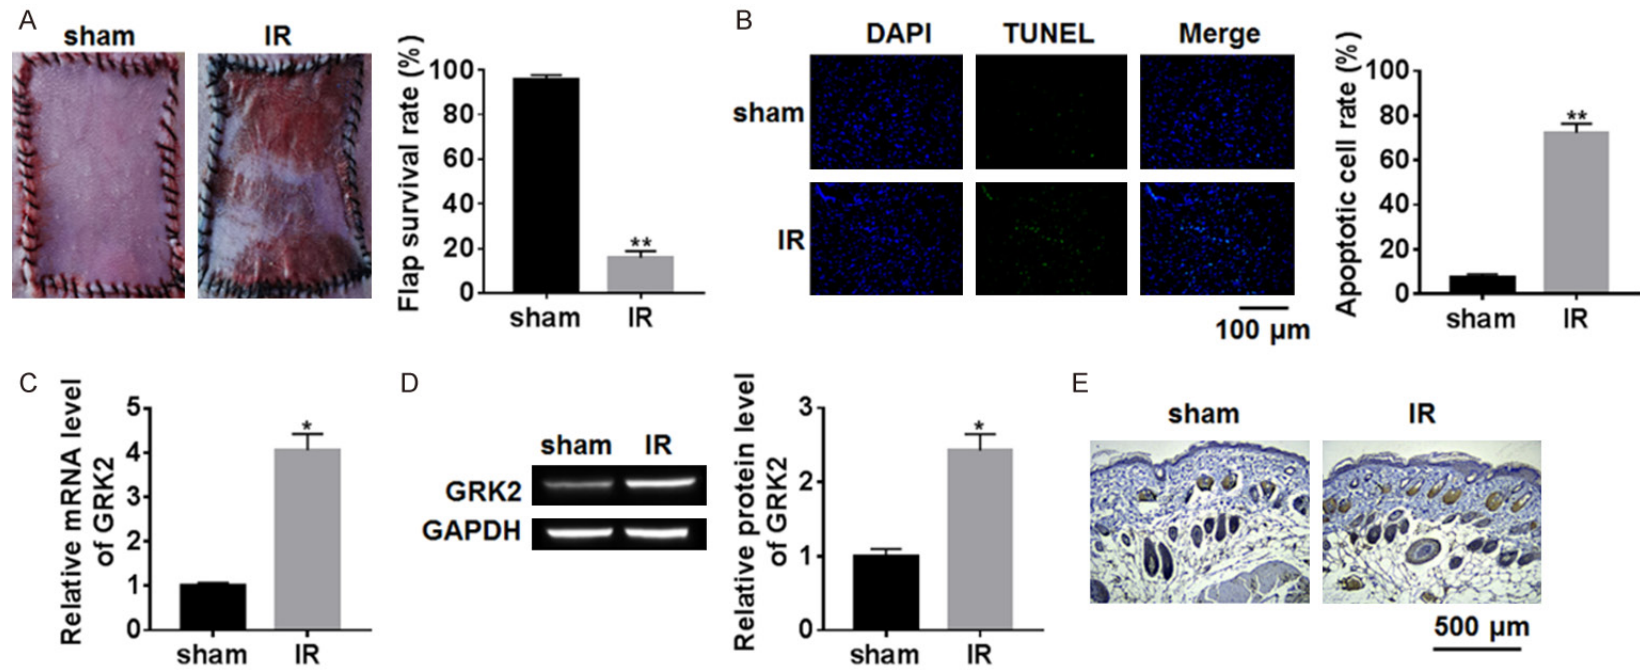 A
sham
IR
Flap survival rate (%)
100
80
60
40
20
0
**
sham
IR
B
DAPI
TUNEL
Merge
sham
IR
100 μm
Apoptotic cell rate (%)
100
80
60
40
20
0
**
sham
IR
C
Relative mRNA level
of GRK2
5
4
3
2
1
0
*
sham
IR
D
sham
IR
GRK2
GAPDH
Relative protein level
of GRK2
3
2
1
0
*
sham
IR
E
sham
IR
500 μm